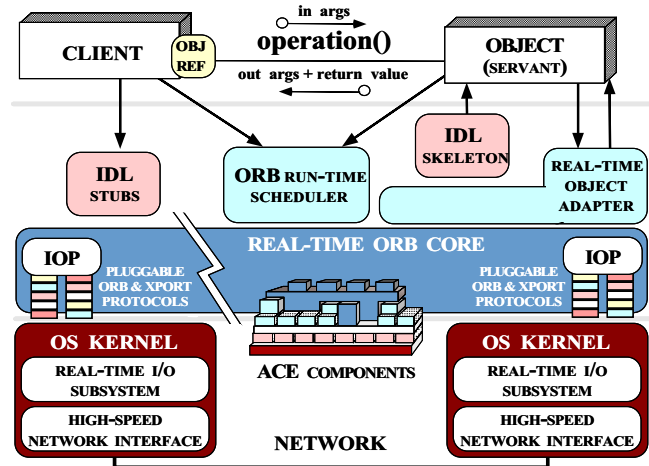 in args
operation()
out args + return value
CLIENT
OBJ
REF
OBJECT
(SERVANT)
IDL
STUBS
ORB RUN-TIME
SCHEDULER
IDL
SKELETON
REAL-TIME
OBJECT
ADAPTER
REAL-TIME ORB CORE
IOP
PLUGGABLE
ORB & XPORT
PROTOCOLS
PLUGGABLE
ORB & XPORT
PROTOCOLS
IOP
OS KERNEL
REAL-TIME I/O
SUBSYSTEM
HIGH-SPEED
NETWORK INTERFACE
ACE COMPONENTS
NETWORK
OS KERNEL
REAL-TIME I/O
SUBSYSTEM
HIGH-SPEED
NETWORK INTERFACE